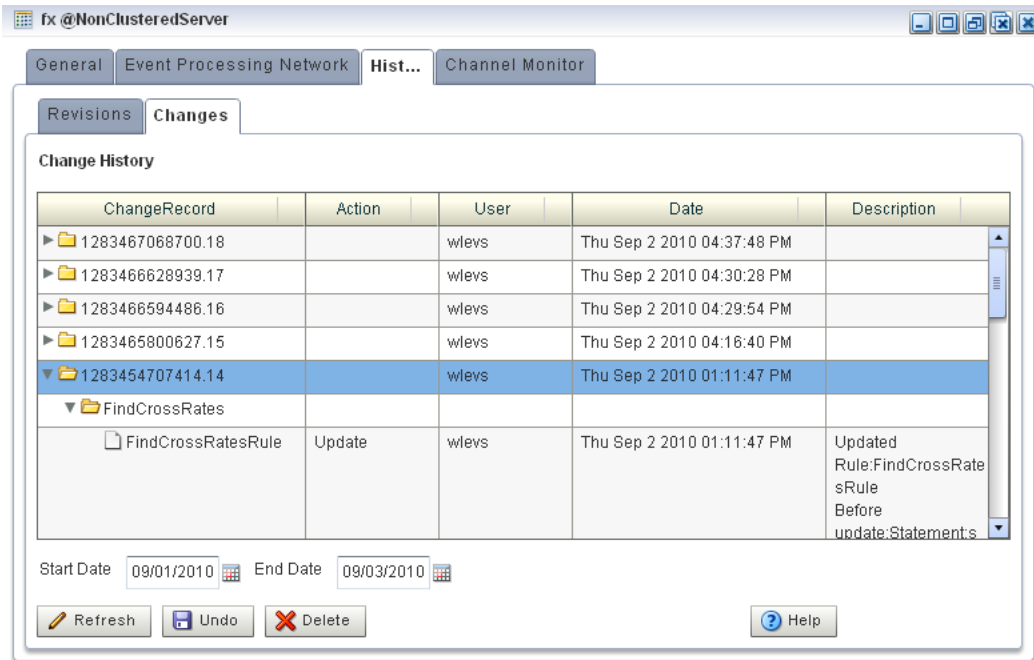 fx @NonClusteredServer
General Event Processing Network Hist... Channel Monitor
Revisions Changes
Change History
ChangeRecord Action User Date Description
1283467068700.18 wlevs Thu Sep 2 2010 04:37:48 PM
1283466628939.17 wlevs Thu Sep 2 2010 04:30:28 PM
1283466594486.16 wlevs Thu Sep 2 2010 04:29:54 PM
1283465800627.15 wlevs Thu Sep 2 2010 04:16:40 PM
1283454707414.14 wlevs Thu Sep 2 2010 01:11:47 PM
FindCrossRates
FindCrossRatesRule Update wlevs Thu Sep 2 2010 01:11:47 PM Updated
Rule:FindCrossRate
sRule
Before
update:Statement:s
Start Date 09/01/2010 End Date 09/03/2010
Refresh Undo Delete Help